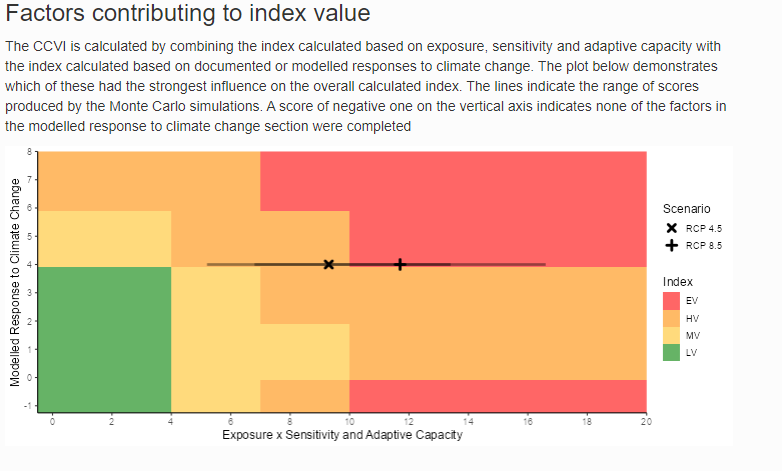 Factors contributing to index value
The CCVI is calculated by combining the index calculated based on exposure, sensitivity and adaptive capacity with
the index calculated based on documented or modelled responses to climate change. The plot below demonstrates
which of these had the strongest influence on the overall calculated index. The lines indicate the range of scores
produced by the Monte Carlo simulations. A score of negative one on the vertical axis indicates none of the factors in
the modelled response to climate change section were completed
Modelled Response to Climate Change
8
7
6
5
4
3
2
1
0
-1
0 2 4 6 8 10 12 14 16 18 20
Exposure x Sensitivity and Adaptive Capacity
Scenario
RCP 4.5
RCP 8.5
Index
EV
HV
MV
LV